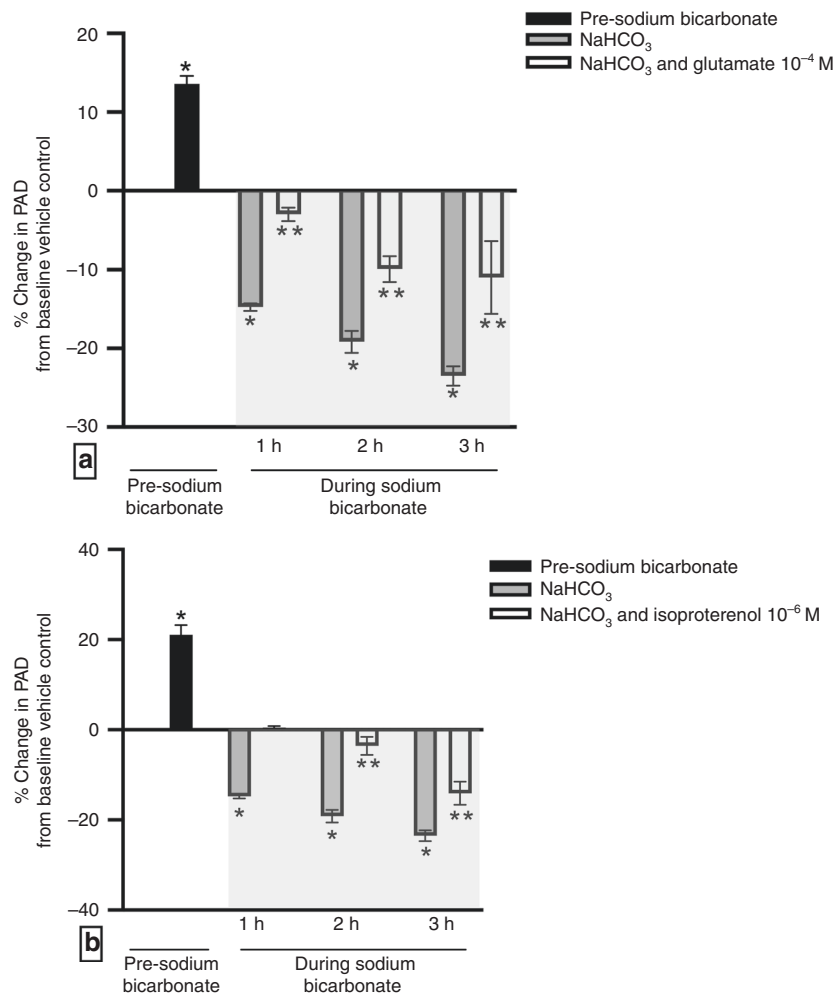 Pre-sodium bicarbonate
NaHCO₃
NaHCO₃ and glutamate 10⁻⁴ M
% Change in PAD
from baseline vehicle control
20
10
0
–10
–20
–30
*
*
**
*
**
*
**
1 h 2 h 3 h
a
Pre-sodium
bicarbonate
During sodium
bicarbonate
Pre-sodium bicarbonate
NaHCO₃
NaHCO₃ and isoproterenol 10⁻⁶ M
% Change in PAD
from baseline vehicle control
40
20
0
–20
–40
*
*
*
**
*
**
1 h 2 h 3 h
b
Pre-sodium
bicarbonate
During sodium
bicarbonate